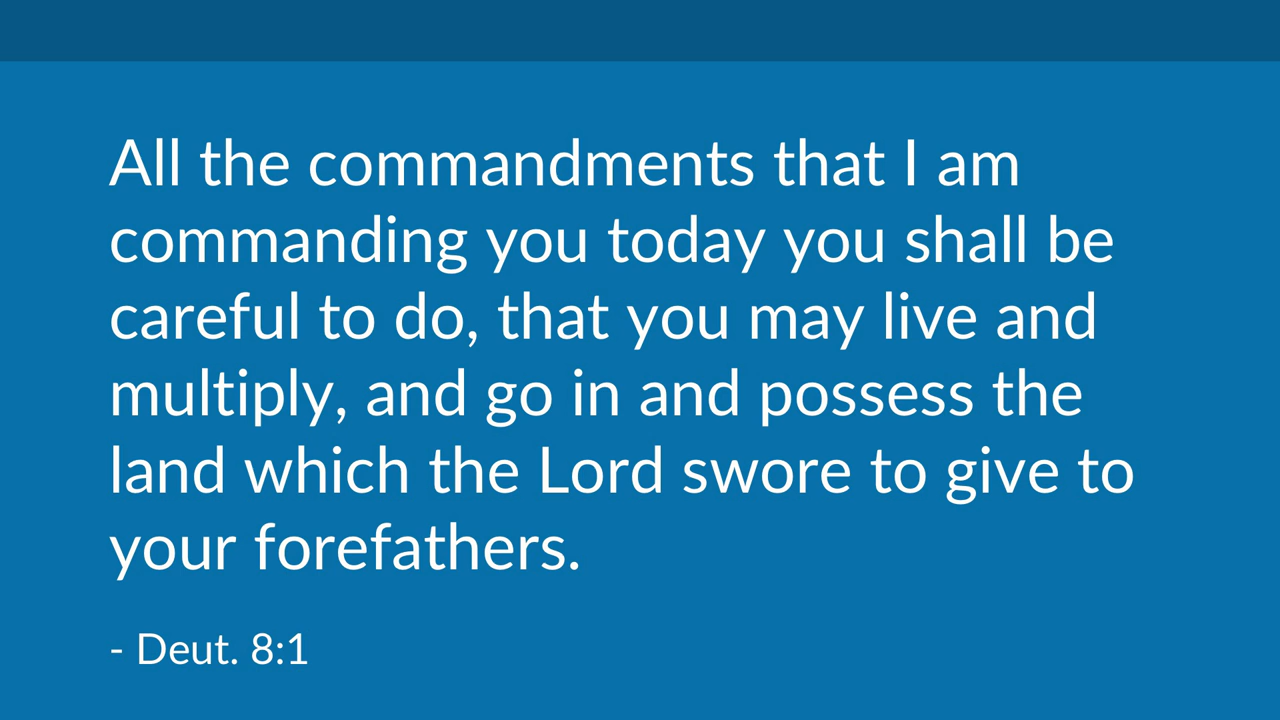 All the commandments that I am
commanding you today you shall be
careful to do, that you may live and
multiply, and go in and possess the
land which the Lord swore to give to
your forefathers.
- Deut. 8:1